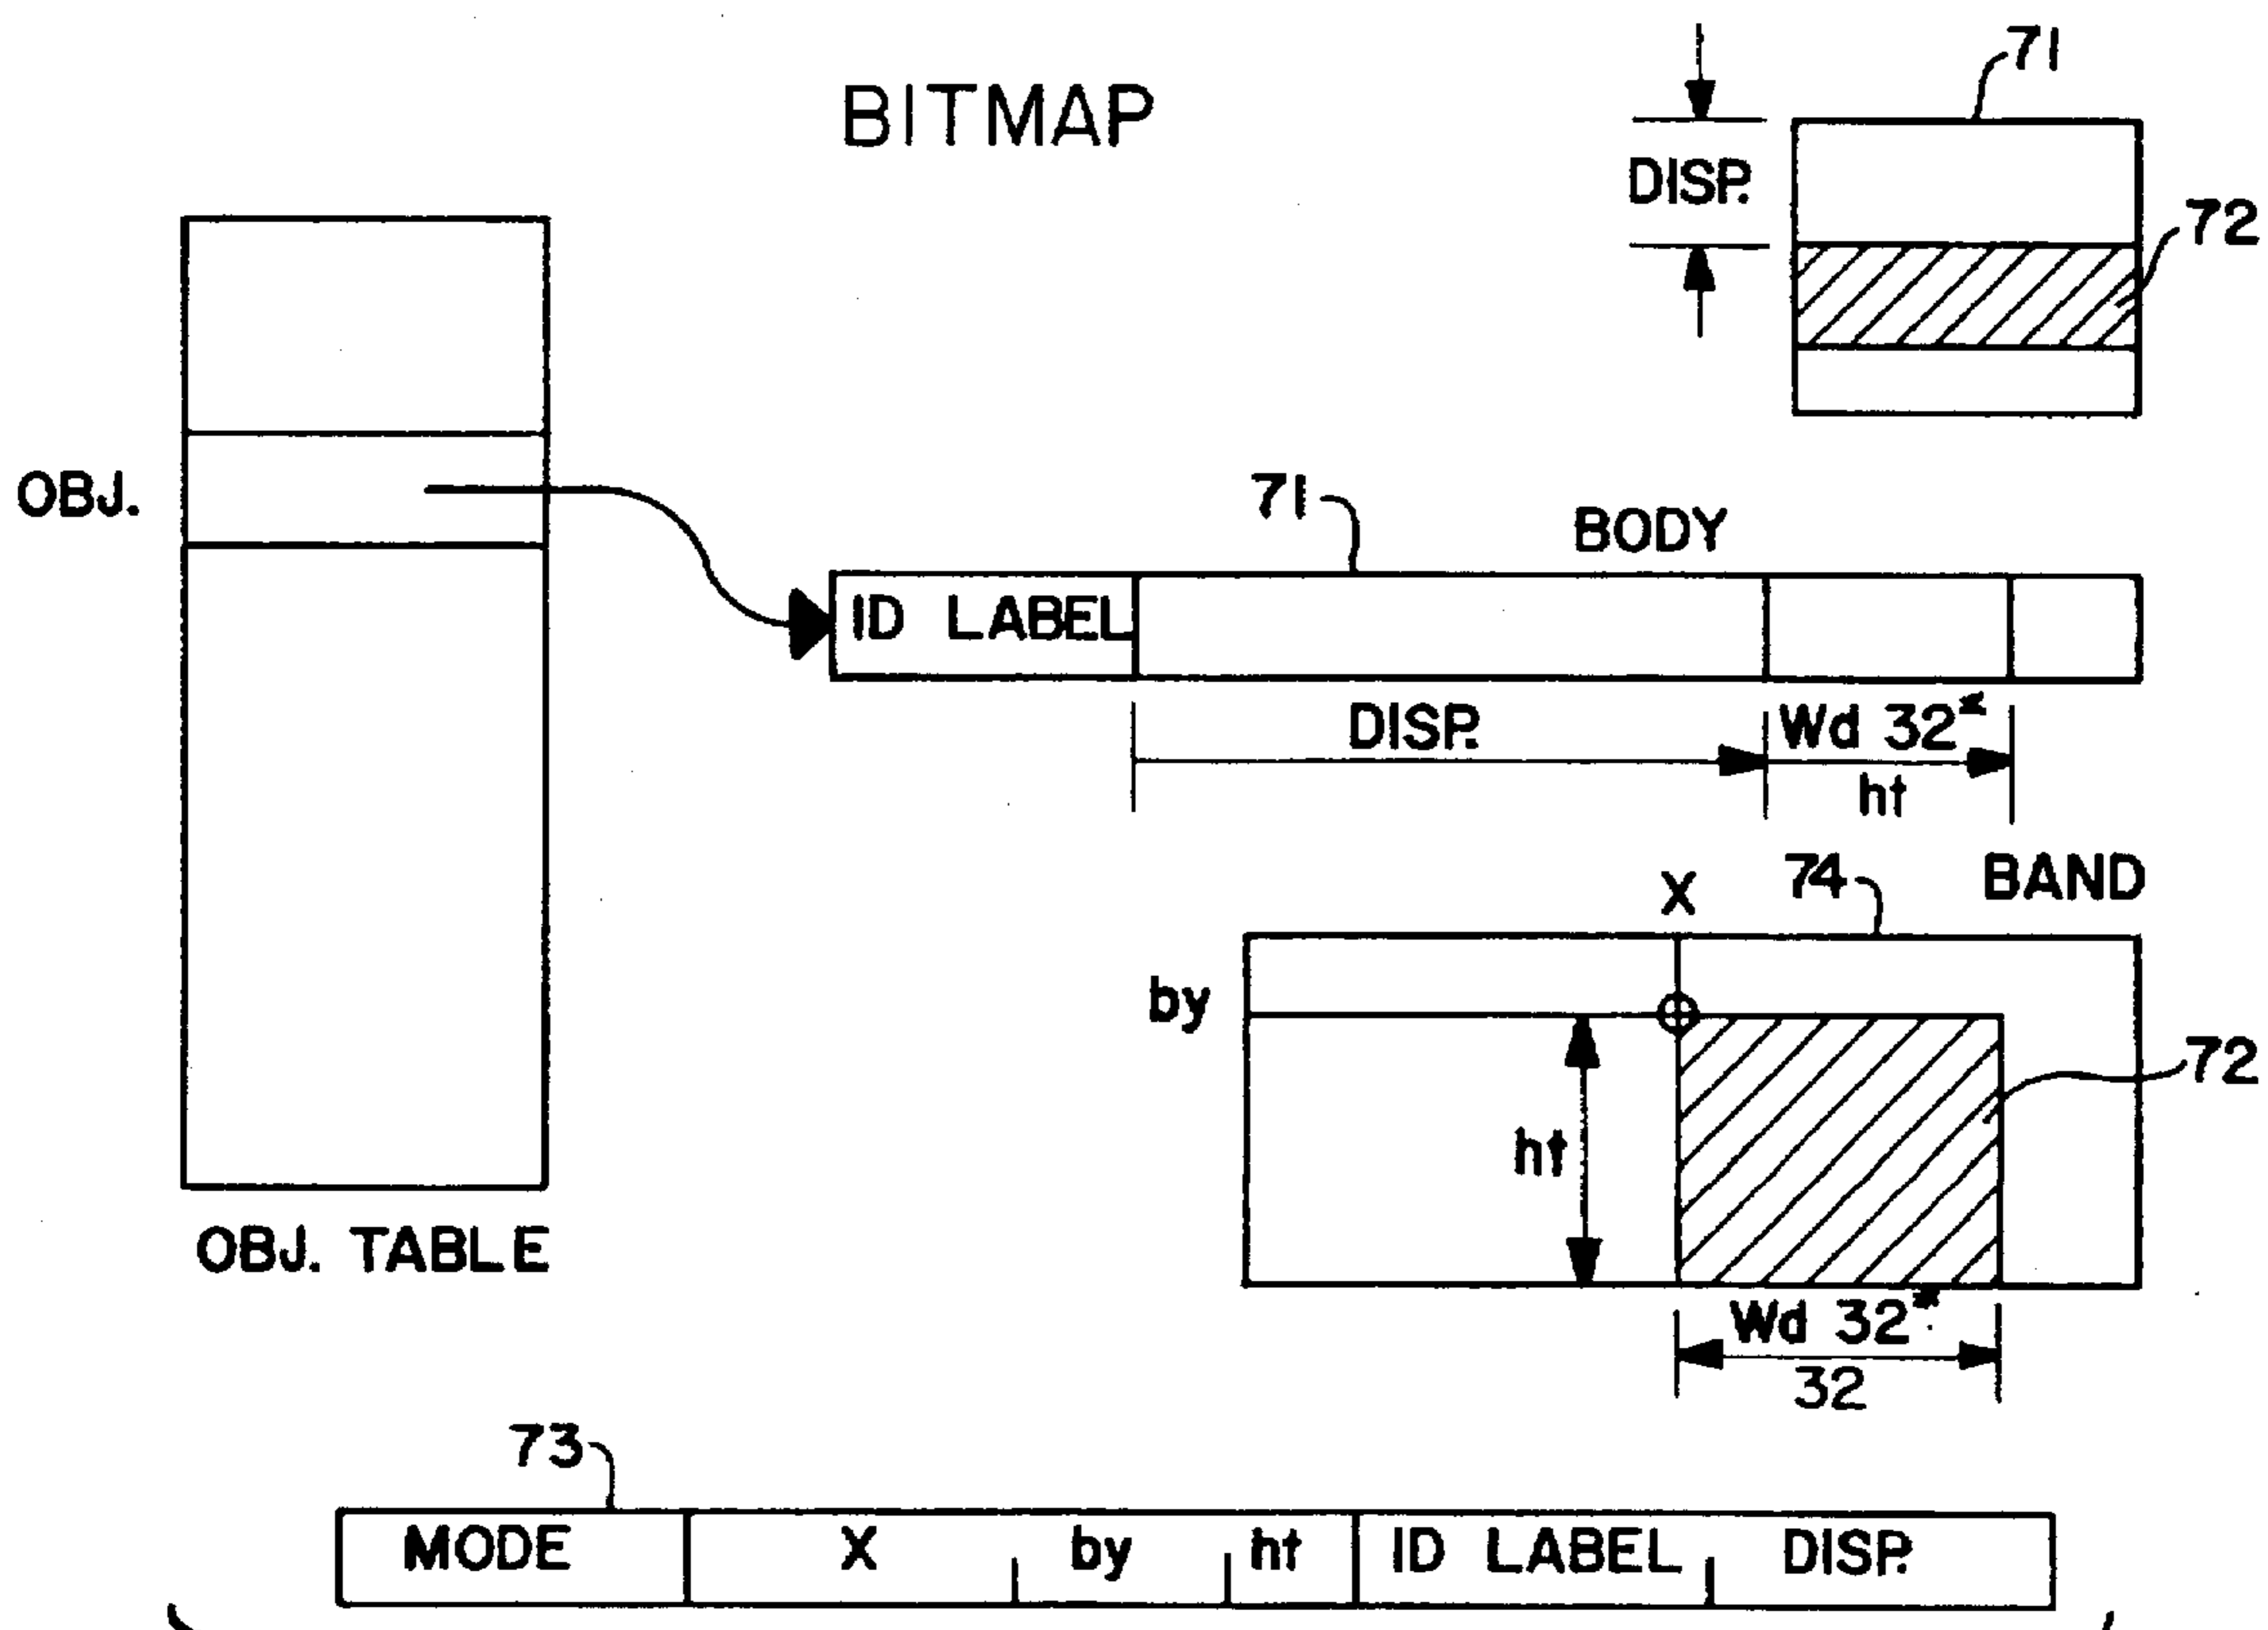 BITMAP
71
DISP.
72
OBJ.
71
BODY
ID LABEL
DISP.
Wd 32*
ht
X
74
BAND
by
72
ht
OBJ. TABLE
Wd 32*
32
73
MODE X by ht ID LABEL DISP.